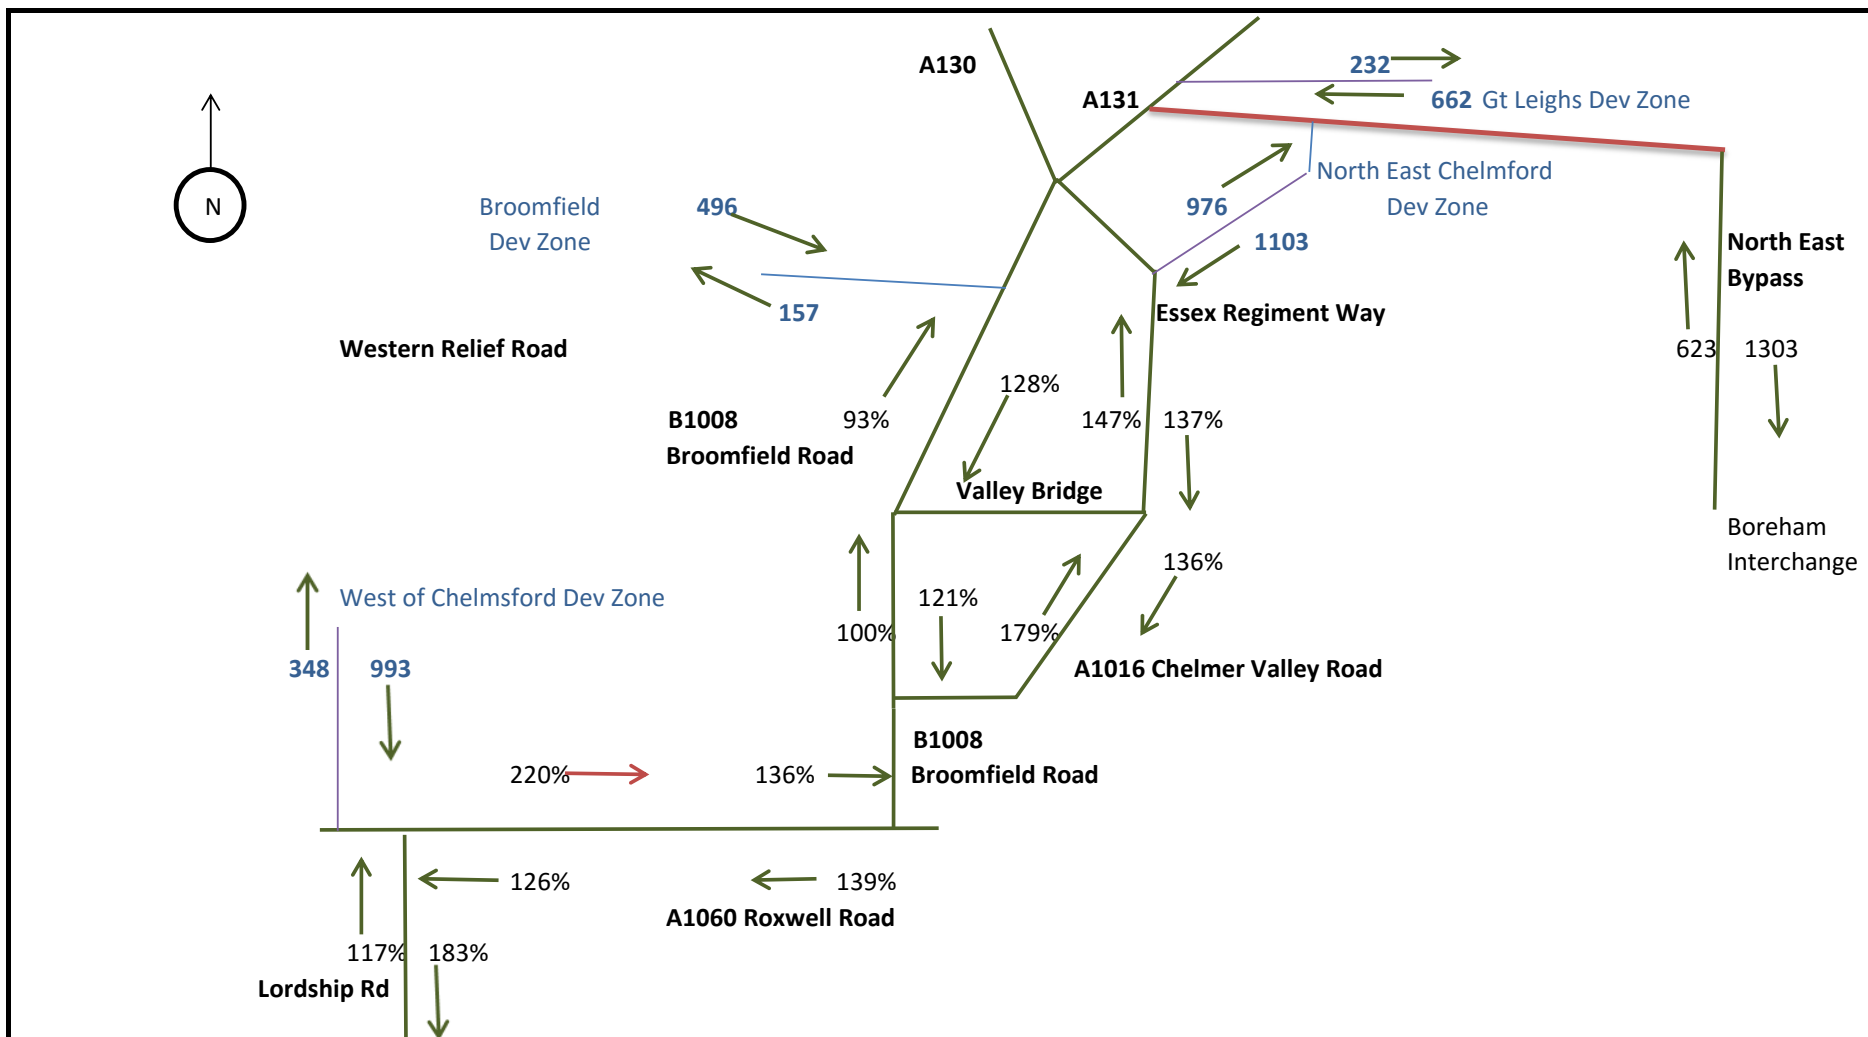 A130
232
A131
662 Gt Leighs Dev Zone
N
North East Chelmford
Dev Zone
Broomfield
Dev Zone
496
976
1103
North East
Bypass
157
Essex Regiment Way
Western Relief Road
623
1303
128%
B1008
Broomfield Road
93%
147%
137%
Valley Bridge
Boreham
Interchange
136%
West of Chelmsford Dev Zone
121%
100%
179%
348
993
A1016 Chelmer Valley Road
B1008
Broomfield Road
220%
136%
126%
139%
A1060 Roxwell Road
117%
183%
Lordship Rd